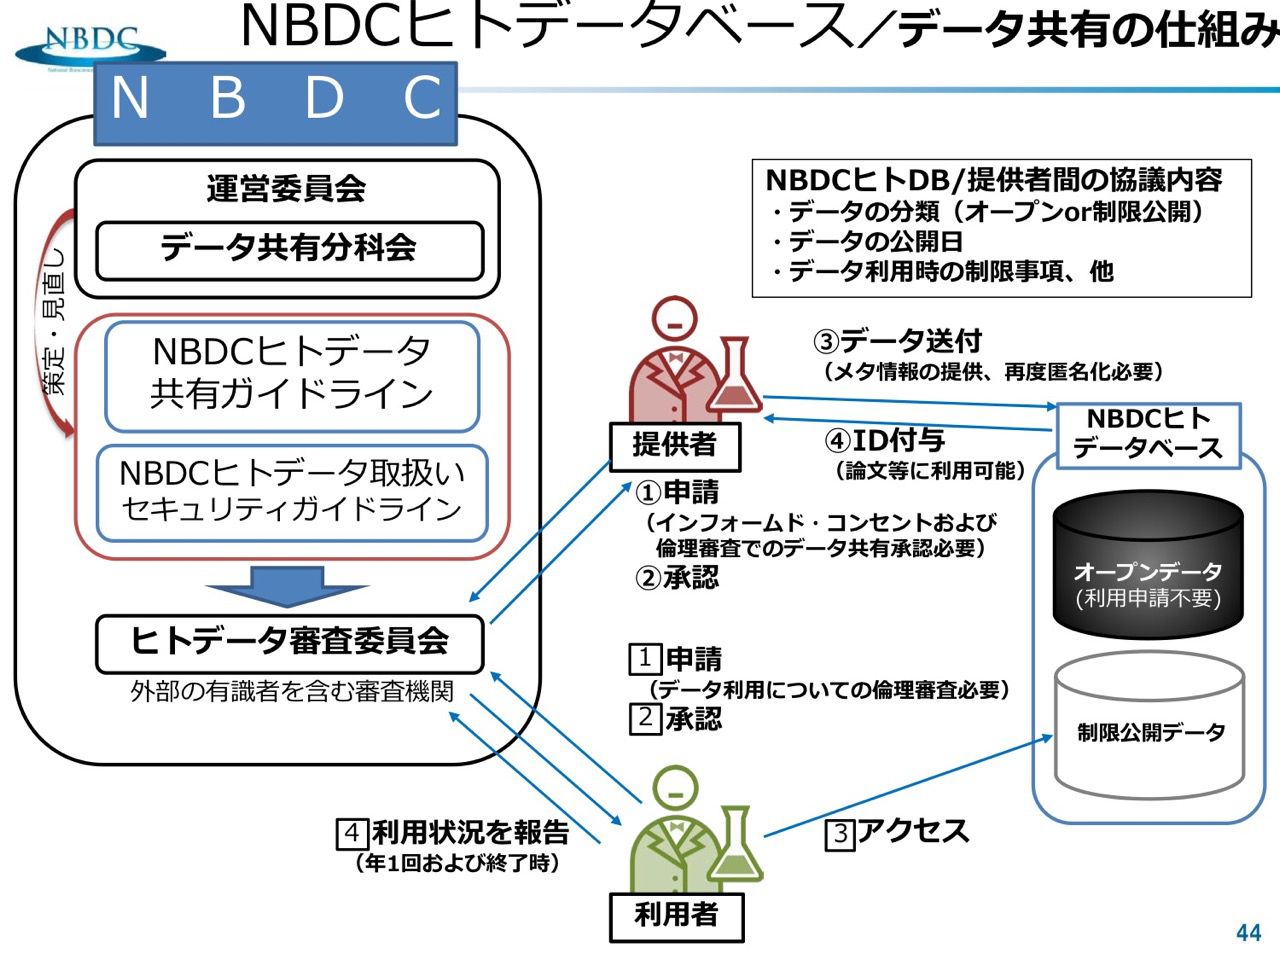 NBDCヒトデータベース／データ共有の仕組み
NBDC
N B D C
運営委員会
データ共有分科会
策定・見直し
NBDCヒトデータ
共有ガイドライン
NBDCヒトデータ取扱い
セキュリティガイドライン
ヒトデータ審査委員会
外部の有識者を含む審査機関
NBDCヒトDB/提供者間の協議内容
・データの分類（オープンor制限公開）
・データの公開日
・データ利用時の制限事項、他
③データ送付
（メタ情報の提供、再度匿名化必要）
④ID付与
（論文等に利用可能）
提供者
①申請
（インフォームド・コンセントおよび
倫理審査でのデータ共有承認必要）
②承認
NBDCヒト
データベース
オープンデータ
(利用申請不要)
制限公開データ
1 申請
（データ利用についての倫理審査必要）
2 承認
3 アクセス
4 利用状況を報告
（年1回および終了時）
利用者
44